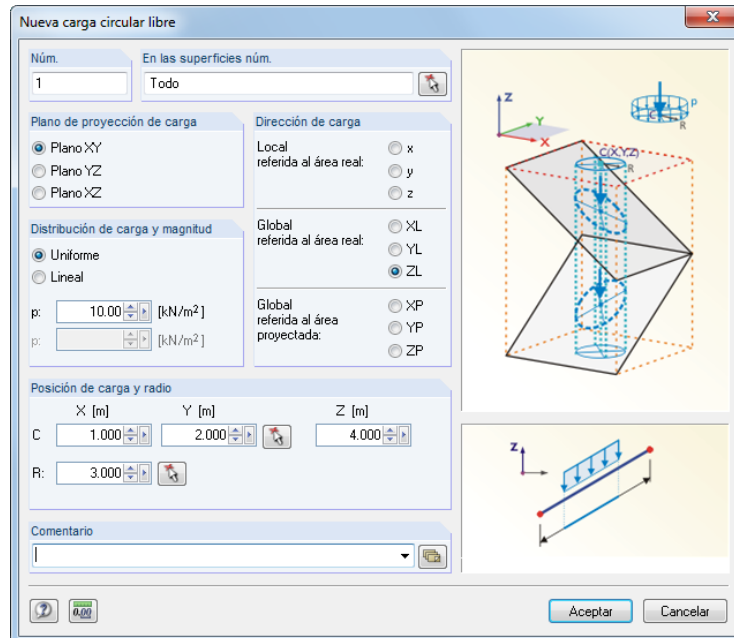 Nueva carga circular libre
Núm.
En las superficies núm.
1
Todo
Plano de proyección de carga
Plano XY
Plano YZ
Plano XZ
Dirección de carga
Local
referida al área real:
x
y
z
Global
referida al área real:
XL
YL
ZL
Global
referida al área
proyectada:
XP
YP
ZP
Distribución de carga y magnitud
Uniforme
Lineal
p: 10.00 [kN/m²]
p: [kN/m²]
Posición de carga y radio
X [m] Y [m] Z [m]
C 1.000 2.000 4.000
R: 3.000
Comentario
Z
Y
X
p
C
R
C(X,Y,Z)
R
Z
0.00
Aceptar
Cancelar